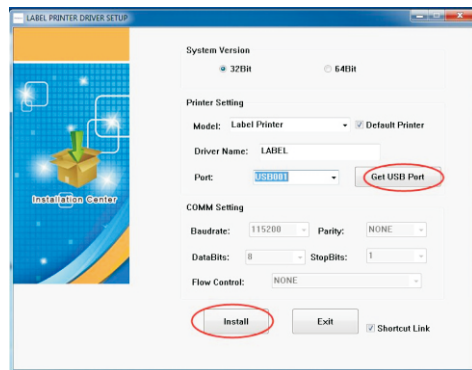 LABEL PRINTER DRIVER SETUP
System Version
32Bit 64Bit
Printer Setting
Model: Label Printer Default Printer
Driver Name: LABEL
Port: USB001 Get USB Port
Installation Center
COMM Setting
Baudrate: 115200 Parity: NONE
DataBits: 8 StopBits: 1
Flow Control: NONE
Install Exit Shortcut Link